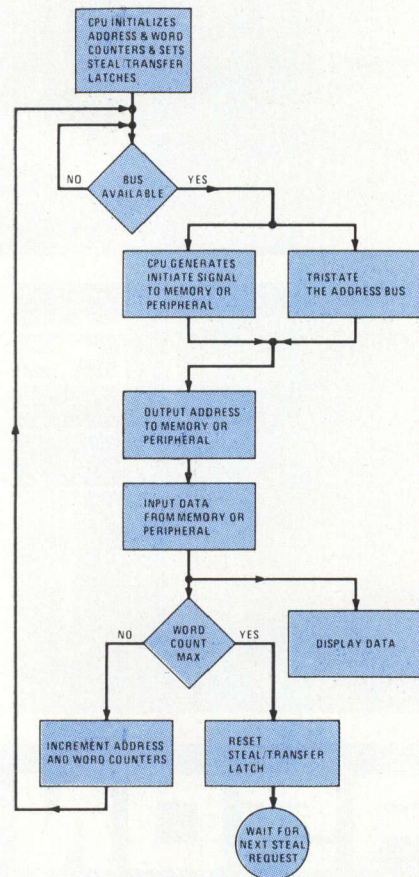 CPU INITIALIZES
ADDRESS & WORD
COUNTERS & SETS
STEAL/TRANSFER
LATCHES
NO
BUS
AVAILABLE
YES
CPU GENERATES
INITIATE SIGNAL
TO MEMORY OR
PERIPHERAL
TRISTATE
THE ADDRESS BUS
OUTPUT ADDRESS
TO MEMORY OR
PERIPHERAL
INPUT DATA
FROM MEMORY OR
PERIPHERAL
NO
WORD
COUNT
MAX
YES
DISPLAY DATA
INCREMENT ADDRESS
AND WORD COUNTERS
RESET
STEAL/TRANSFER
LATCH
WAIT FOR
NEXT STEAL
REQUEST